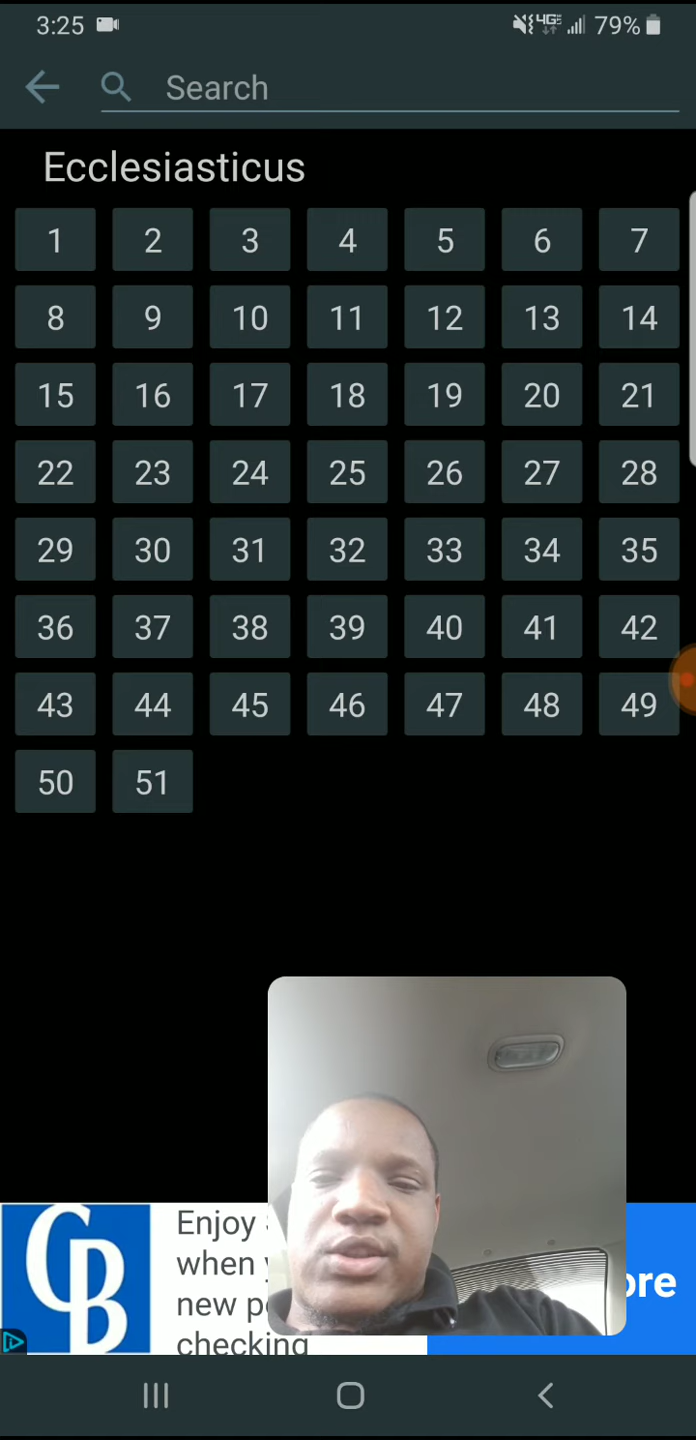 3:25 4GE 79%
Search
Ecclesiasticus
1 2 3 4 5 6 7
8 9 10 11 12 13 14
15 16 17 18 19 20 21
22 23 24 25 26 27 28
29 30 31 32 33 34 35
36 37 38 39 40 41 42
43 44 45 46 47 48 49
50 51
CB
Enjoy
when
new
checking